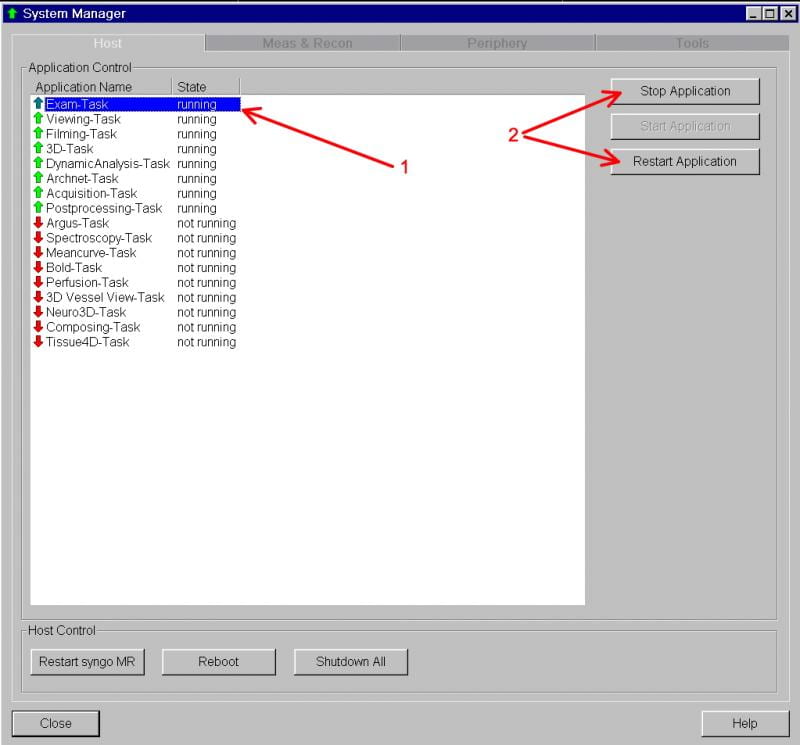 System Manager
Host Meas & Recon Periphery Tools
Application Control
Application Name State
Exam-Task running
Viewing-Task running
Filming-Task running
3D-Task running
DynamicAnalysis-Task running
Archnet-Task running
Acquisition-Task running
Postprocessing-Task running
Argus-Task not running
Spectroscopy-Task not running
Meancurve-Task not running
Bold-Task not running
Perfusion-Task not running
3D Vessel View-Task not running
Neuro3D-Task not running
Composing-Task not running
Tissue4D-Task not running
1
Stop Application
2
Start Application
Restart Application
Host Control
Restart syngo MR Reboot Shutdown All
Close Help